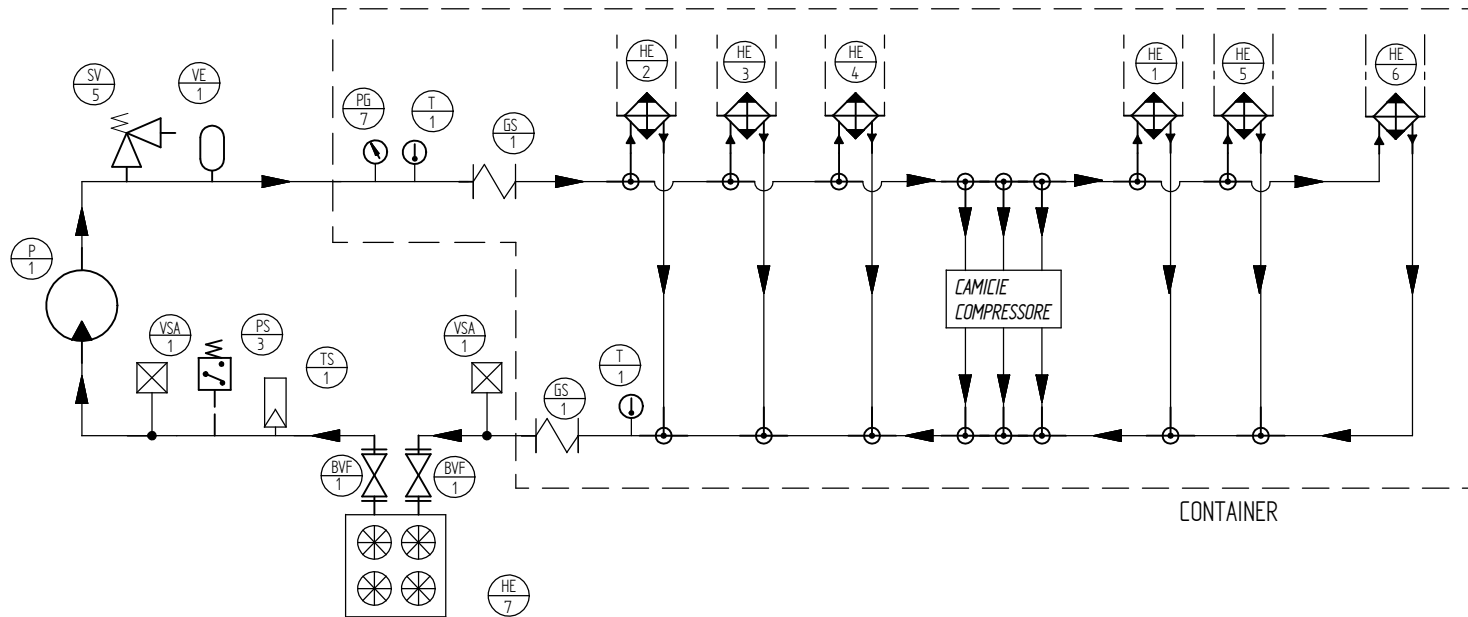 HE
2
HE
3
HE
4
HE
1
HE
5
HE
6
SV
5
VE
1
PG
7
T
1
GS
1
P
1
CAMICIE
COMPRESSORE
VSA
1
PS
3
TS
1
VSA
1
GS
1
T
1
BVF
1
BVF
1
CONTAINER
HE
7